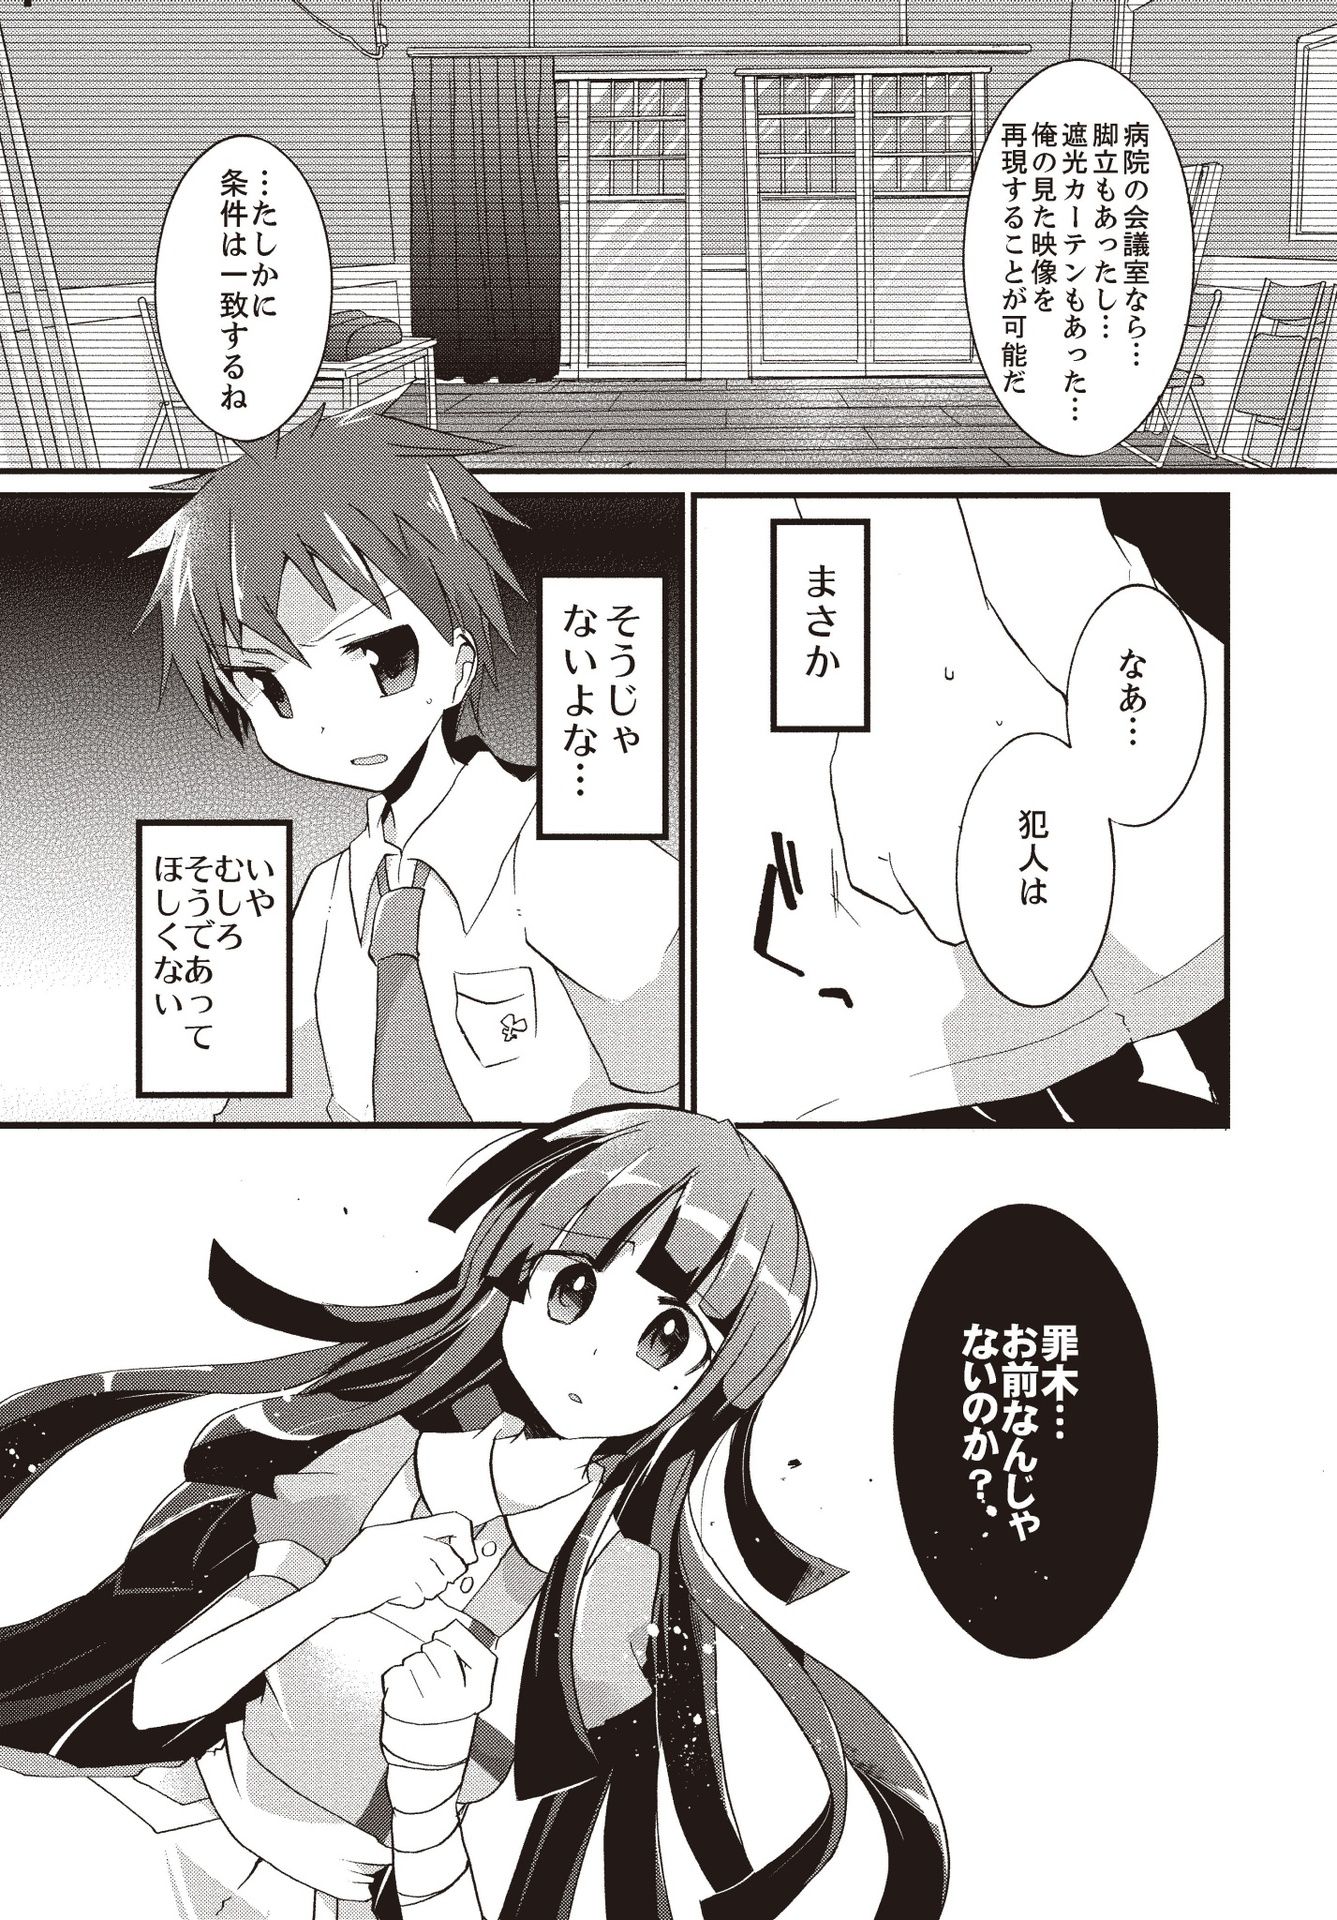 病院の会議室なら…
脚立もあったし…
遮光カーテンもあった…
俺の見た映像を
再現することが可能だ
…たしかに
条件は一致するね
なあ…
犯人は
まさか
そうじゃ
ないよな…
いや
むしろ
そうであって
ほしくない
罪木…
お前なんじゃ
ないのか?